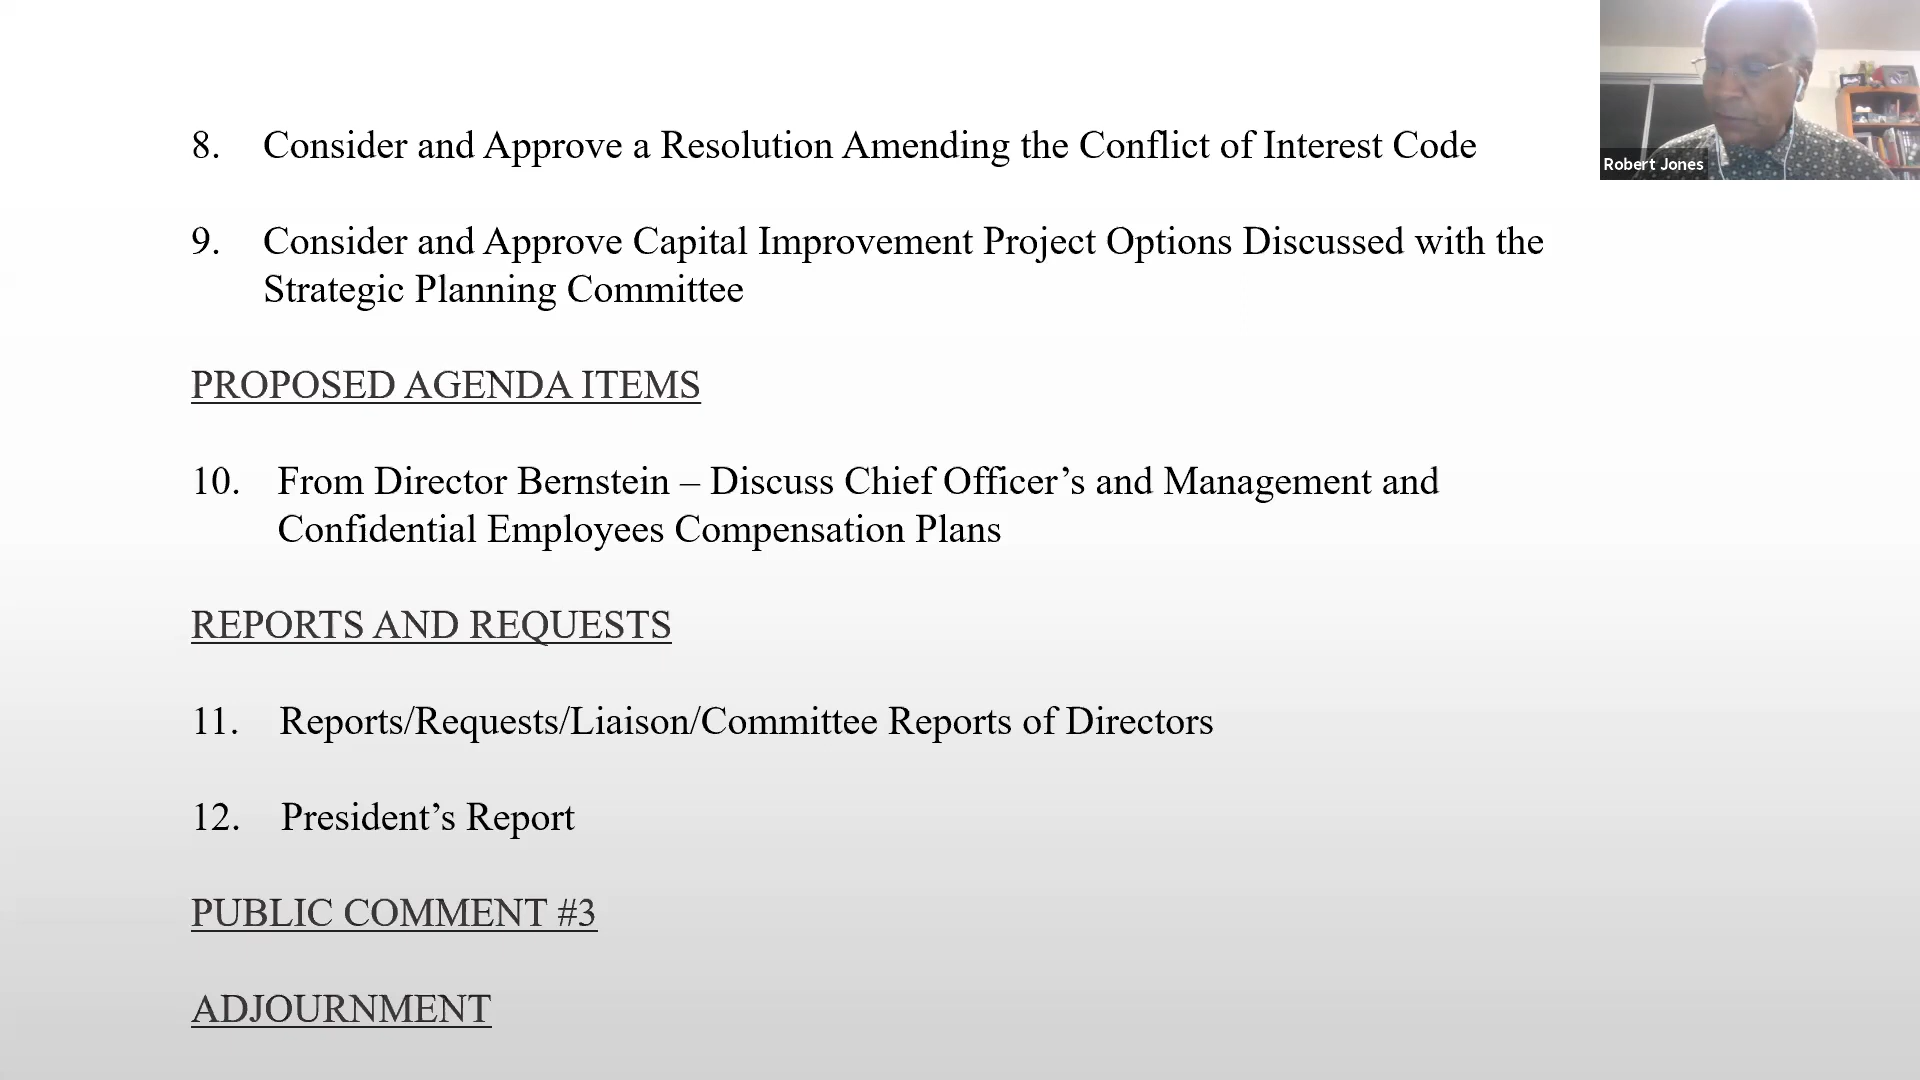 8. Consider and Approve a Resolution Amending the Conflict of Interest Code
9. Consider and Approve Capital Improvement Project Options Discussed with the
Strategic Planning Committee
PROPOSED AGENDA ITEMS
10. From Director Bernstein – Discuss Chief Officer’s and Management and
Confidential Employees Compensation Plans
REPORTS AND REQUESTS
11. Reports/Requests/Liaison/Committee Reports of Directors
12. President’s Report
PUBLIC COMMENT #3
ADJOURNMENT
Robert Jones